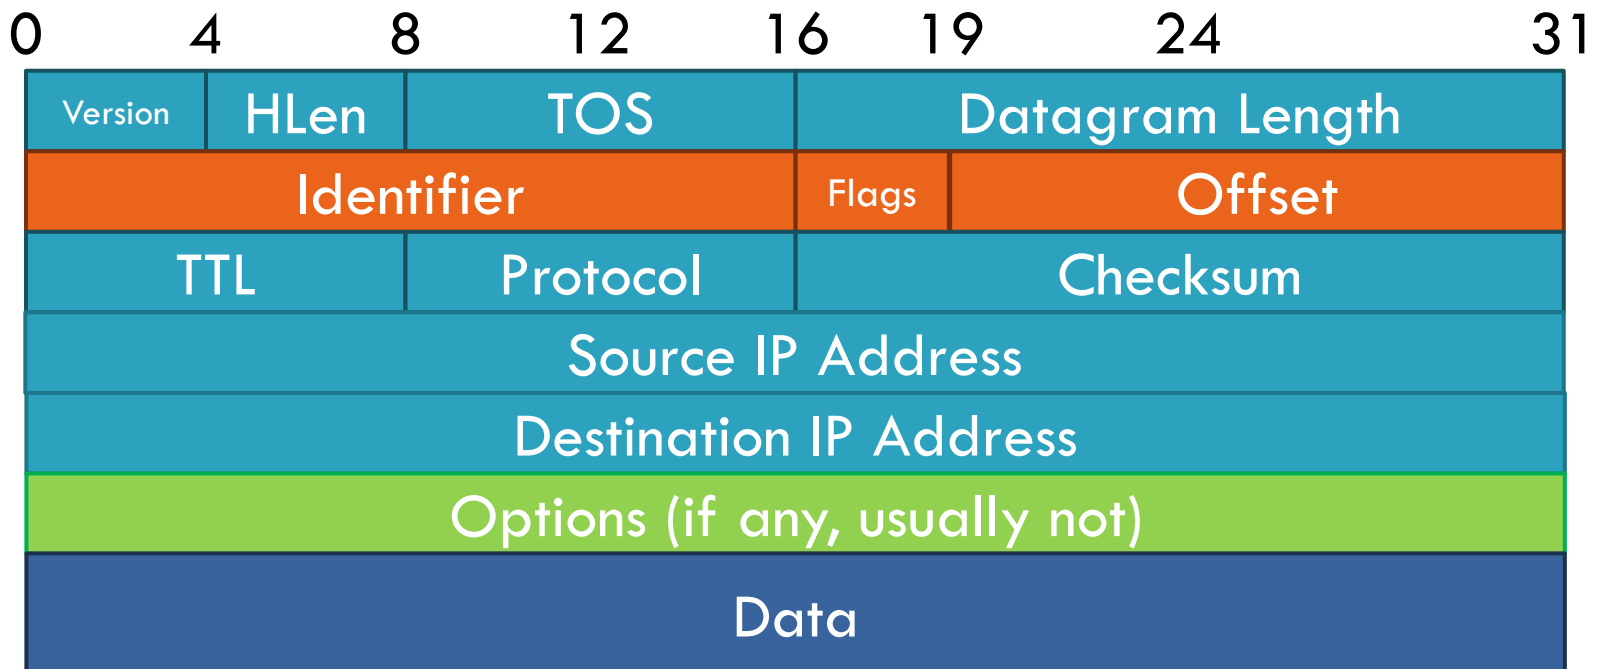 0 4 8 12 16 19 24 31
Version HLen TOS Datagram Length
Identifier Flags Offset
TTL Protocol Checksum
Source IP Address
Destination IP Address
Options (if any, usually not)
Data